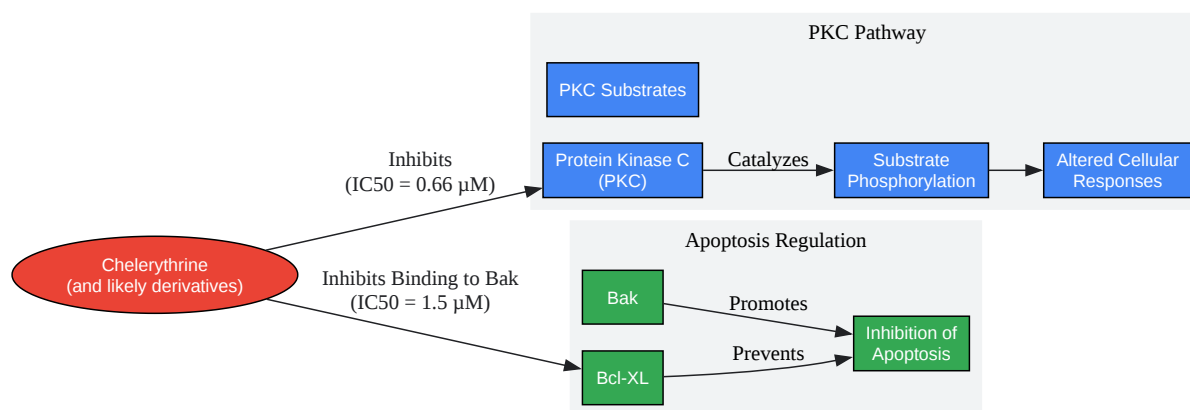 PKC Pathway
PKC Substrates
Inhibits
(IC50 = 0.66 µM)
Protein Kinase C
(PKC)
Catalyzes
Substrate
Phosphorylation
Altered Cellular
Responses
Chelerythrine
(and likely derivatives)
Apoptosis Regulation
Inhibits Binding to Bak
(IC50 = 1.5 µM)
Bak
Promotes
Inhibition of
Apoptosis
Prevents
Bcl-XL